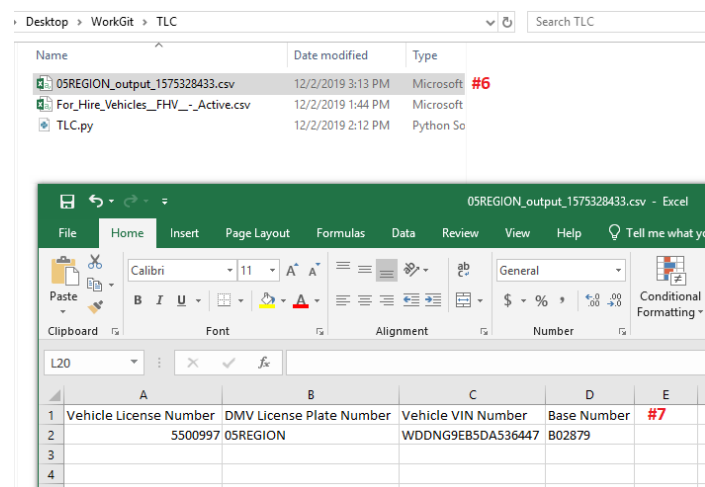 Desktop > WorkGit > TLC Search TLC
Name Date modified Type
05REGION_output_1575328433.csv 12/2/2019 3:13 PM Microsoft #6
For_Hire_Vehicles__FHV__-_Active.csv 12/2/2019 1:44 PM Microsoft
TLC.py 12/2/2019 2:12 PM Python So
05REGION_output_1575328433.csv - Excel
File Home Insert Page Layout Formulas Data Review View Help Tell me what yo
Calibri 11 A A ab c General
Paste B I U A $ % , .00 .0 Conditional
Formatting
Clipboard Font Alignment Number
L20 fx
A B C D E
1 Vehicle License Number DMV License Plate Number Vehicle VIN Number Base Number #7
2 5500997 05REGION WDDNG9EB5DA536447 B02879
3
4